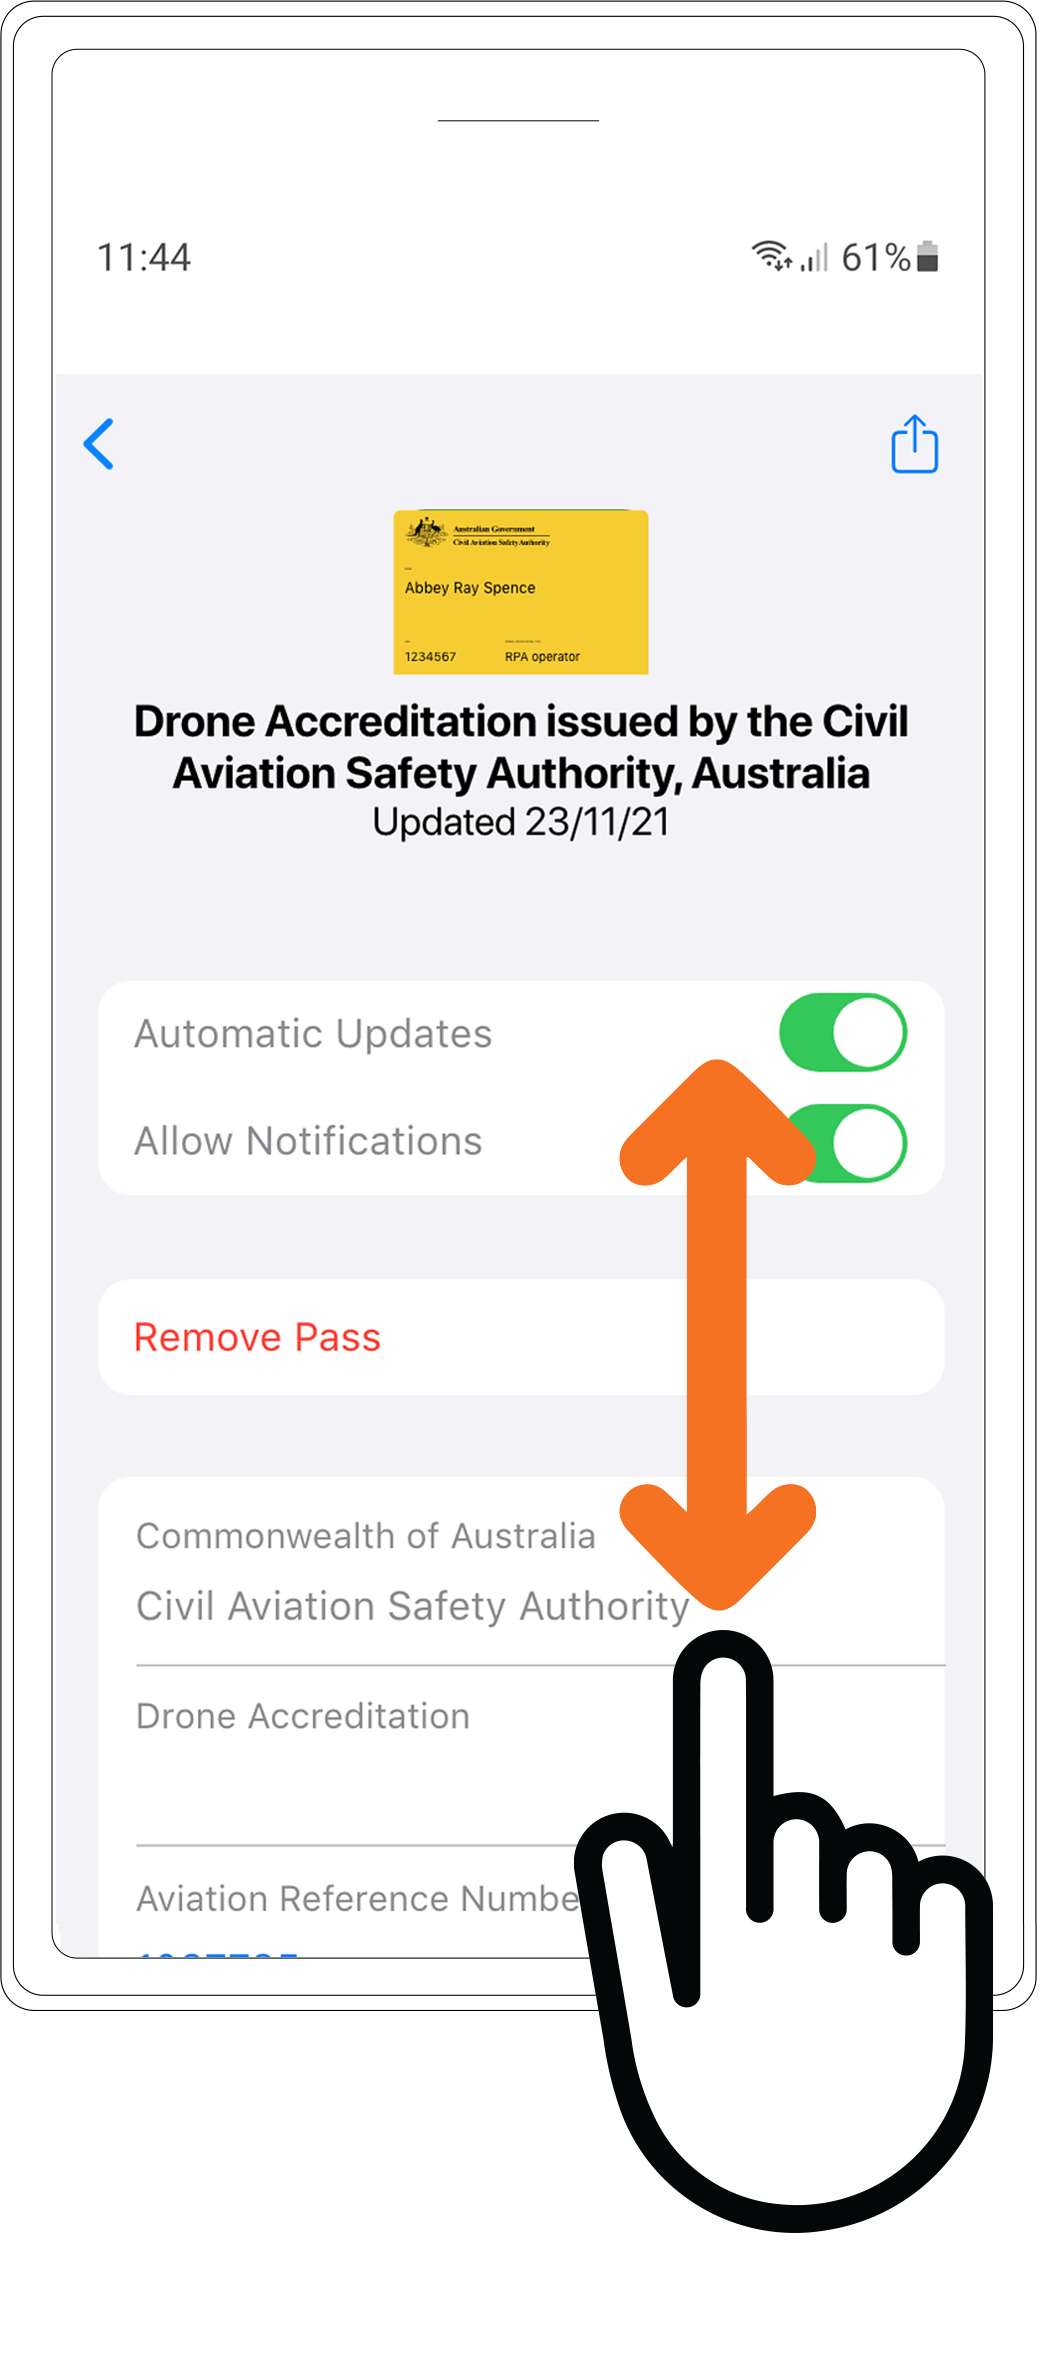 11:44
61%
Australian Government
Civil Aviation Safety Authority
Abbey Ray Spence
1234567 RPA operator
Drone Accreditation issued by the Civil
Aviation Safety Authority, Australia
Updated 23/11/21
Automatic Updates
Allow Notifications
Remove Pass
Commonwealth of Australia
Civil Aviation Safety Authority
Drone Accreditation
Aviation Reference Numbe